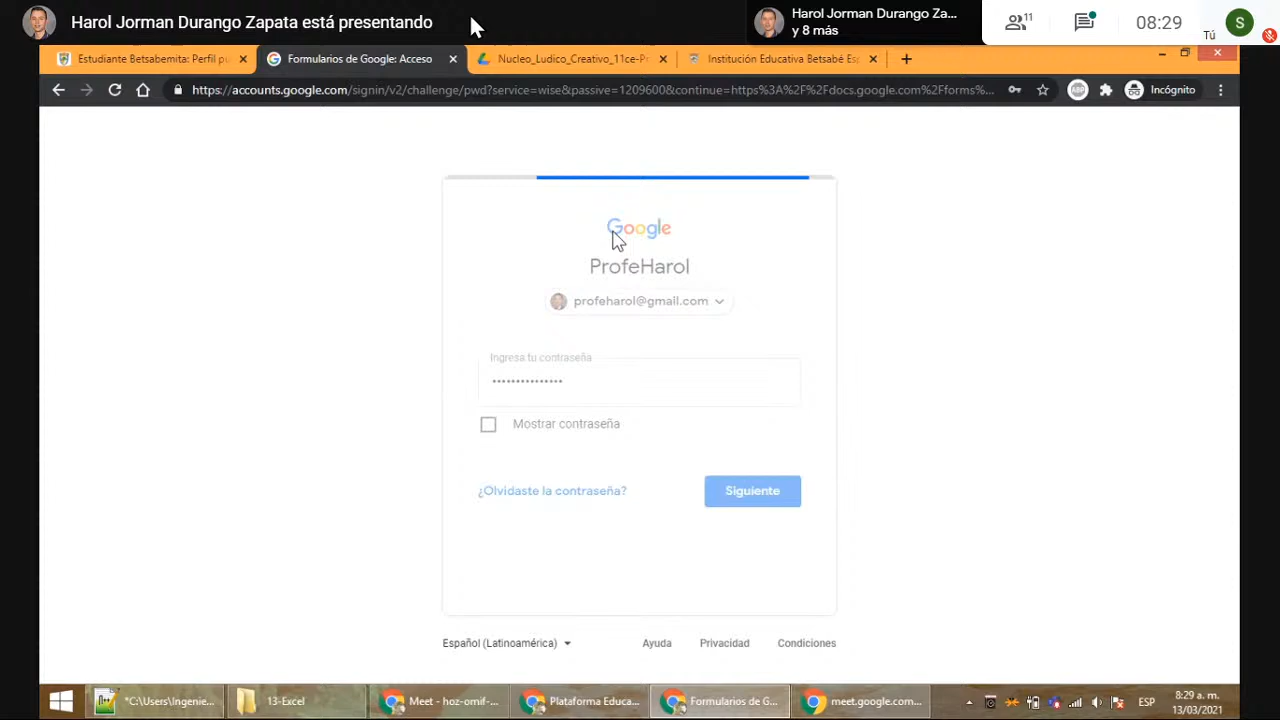 Harol Jorman Durango Zapata está presentando
Harol Jorman Durango Za...
y 8 más
11
08:29
Tú
S
Estudiante Betsabemita: Perfil pu
Formularios de Google: Acceso
Nucleo_Ludico_Creativo_11ce-Pr
Institución Educativa Betsabé Es
https://accounts.google.com/signin/v2/challenge/pwd?service=wise&passive=1209600&continue=https%3A%2F%2Fdocs.google.com%2Fforms%2...
ABP
Incógnito
Google
ProfeHarol
profeharol@gmail.com
Ingresa tu contraseña
•••••••••••••••
Mostrar contraseña
¿Olvidaste la contraseña?
Siguiente
Español (Latinoamérica)
Ayuda
Privacidad
Condiciones
*C:\Users\Ingenie...
13-Excel
Meet - hoz-omif-...
Plataforma Educa...
Formularios de G...
meet.google.com...
ESP
8:29 a. m.
13/03/2021